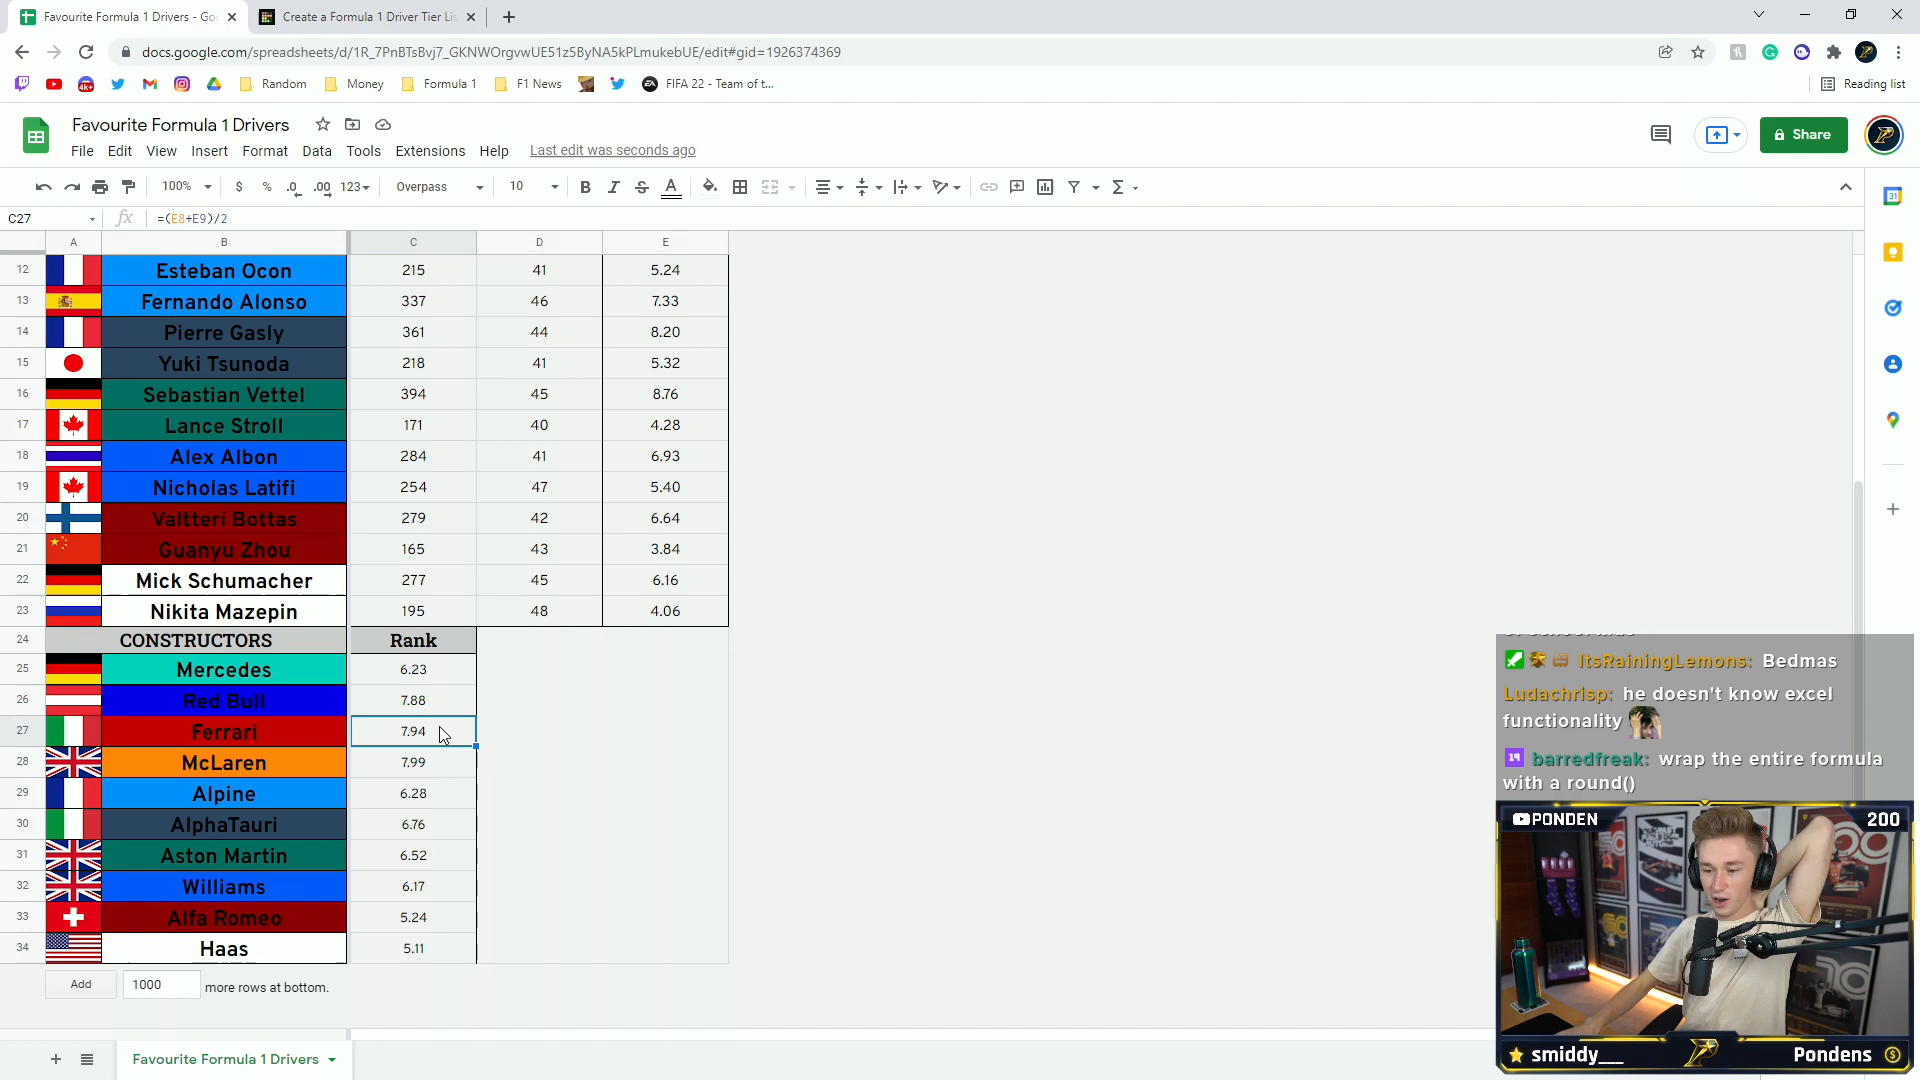 Favourite Formula 1 Drivers - Goo
Create a Formula 1 Driver Tier Lis
docs.google.com/spreadsheets/d/1R_7PnBTsBvj7_GKNWOrgvwUE51z5ByNA5kPLmukebUE/edit#gid=1926374369
4k+ Random Money Formula 1 F1 News FIFA 22 - Team of t... Reading list
Favourite Formula 1 Drivers
File Edit View Insert Format Data Tools Extensions Help Last edit was seconds ago
Share
100% $ % .0 .00 123 Overpass 10 B I S A
C27 fx =(E8+E9)/2
A B C D E
12 Esteban Ocon 215 41 5.24
13 Fernando Alonso 337 46 7.33
14 Pierre Gasly 361 44 8.20
15 Yuki Tsunoda 218 41 5.32
16 Sebastian Vettel 394 45 8.76
17 Lance Stroll 171 40 4.28
18 Alex Albon 284 41 6.93
19 Nicholas Latifi 254 47 5.40
20 Valtteri Bottas 279 42 6.64
21 Guanyu Zhou 165 43 3.84
22 Mick Schumacher 277 45 6.16
23 Nikita Mazepin 195 48 4.06
24 CONSTRUCTORS Rank
25 Mercedes 6.23
26 Red Bull 7.88
27 Ferrari 7.94
28 McLaren 7.99
29 Alpine 6.28
30 AlphaTauri 6.76
31 Aston Martin 6.52
32 Williams 6.17
33 Alfa Romeo 5.24
34 Haas 5.11
Add 1000 more rows at bottom.
Favourite Formula 1 Drivers
31
ItsRainingLemons: Bedmas
Ludachrisp: he doesn't know excel
functionality
19 barredfreak: wrap the entire formula
with a round()
PONDEN 200
smiddy___ Pondens